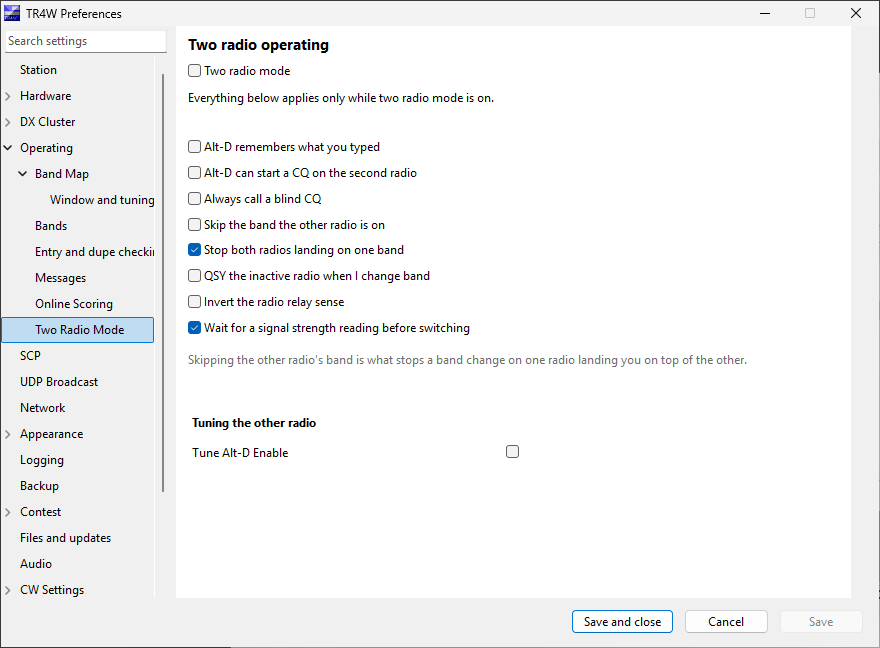 TR4W Preferences
Search settings
Station
Hardware
DX Cluster
Operating
Band Map
Window and tuning
Bands
Entry and dupe checki
Messages
Online Scoring
Two Radio Mode
SCP
UDP Broadcast
Network
Appearance
Logging
Backup
Contest
Files and updates
Audio
CW Settings
Two radio operating
Two radio mode
Everything below applies only while two radio mode is on.
Alt-D remembers what you typed
Alt-D can start a CQ on the second radio
Always call a blind CQ
Skip the band the other radio is on
Stop both radios landing on one band
QSY the inactive radio when I change band
Invert the radio relay sense
Wait for a signal strength reading before switching
Skipping the other radio's band is what stops a band change on one radio landing you on top of the other.
Tuning the other radio
Tune Alt-D Enable
Save and close
Cancel
Save